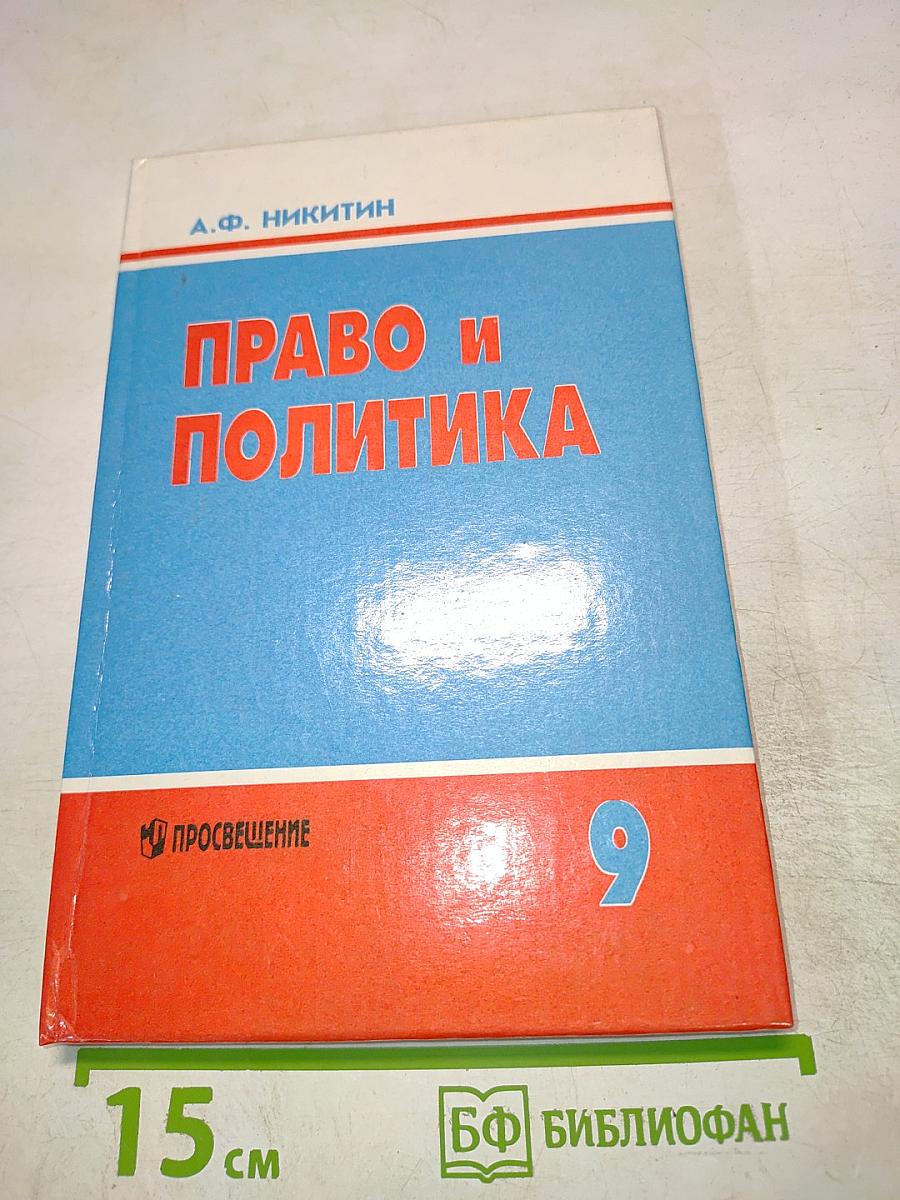 А.Ф. НИКИТИН
ПРАВО И
ПОЛИТИКА
ПРОСВЕЩЕНИЕ
9
15 см
БФ БИБЛИОФАН